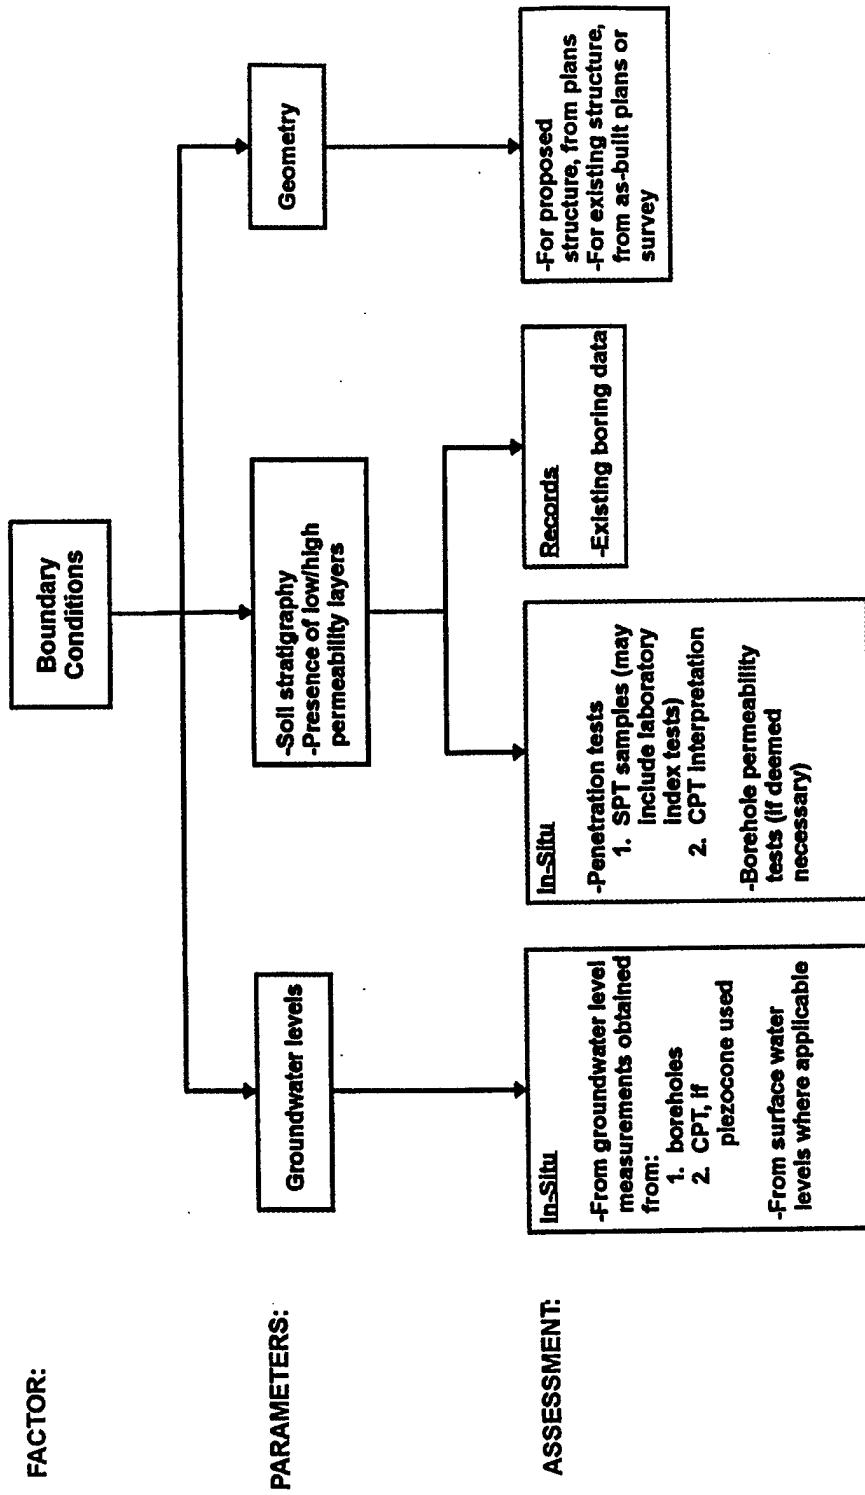 FACTOR:
Boundary
Conditions
PARAMETERS:
Groundwater levels
-Soil stratigraphy
-Presence of low/high
permeability layers
Geometry
ASSESSMENT:
In-Situ
-From groundwater level
measurements obtained
from:
1. boreholes
2. CPT, if
piezocone used
-From surface water
levels where applicable
In-Situ
-Penetration tests
1. SPT samples (may
include laboratory
index tests)
2. CPT interpretation
-Borehole permeability
tests (if deemed
necessary)
Records
-Existing boring data
-For proposed
structure, from plans
-For existing structure,
from as-built plans or
survey